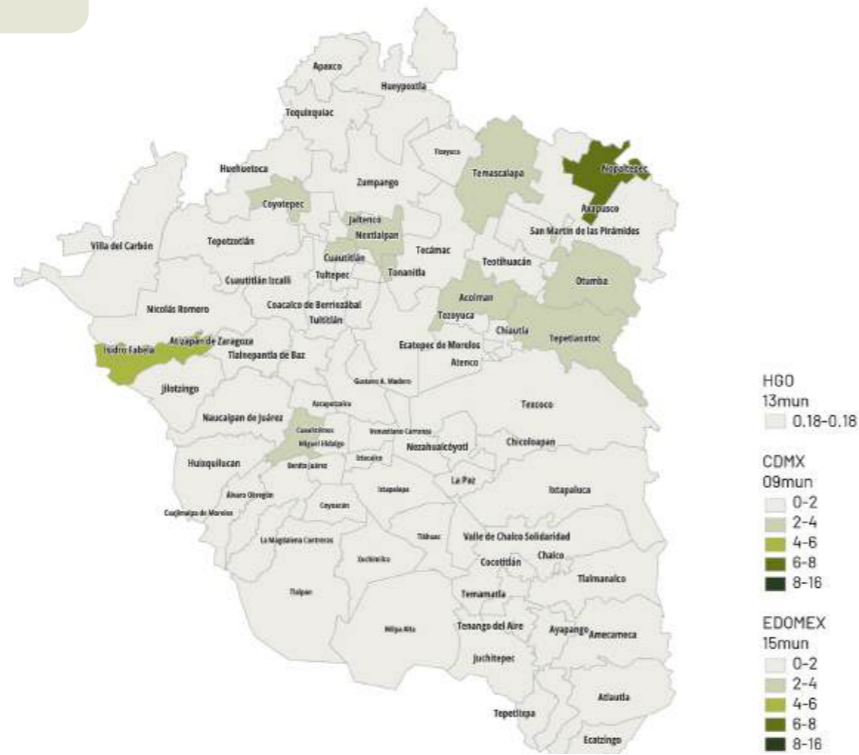 Apaxco
Hueypoxtla
Tequixquiac
Tizayuca
Temascalapa
Nopaltepec
Huehuetoca
Zumpango
Coyotepec
Axapusco
Jaltenco
Nextlalpan
San Martín de las Pirámides
Villa del Carbón
Tepotzotlán
Tecámac
Cuautitlán
Teotihuacán
Tultepec
Tonanitla
Cuautitlán Izcalli
Otumba
Acolman
Nicolás Romero
Coacalco de Berriozábal
Tezoyuca
Tultitlán
Chiautla
Tepetlaoxtoc
Atizapán de Zaragoza
Ecatepec de Morelos
Isidro Fabela
Tlalnepantla de Baz
Atenco
Gustavo A. Madero
Jilotzingo
Azcapotzalco
Texcoco
Naucalpan de Juárez
Cuauhtémoc
Venustiano Carranza
Miguel Hidalgo
Chicoloapan
Nezahualcóyotl
Iztacalco
Huixquilucan
Benito Juárez
La Paz
Iztapalapa
Ixtapaluca
Álvaro Obregón
Coyoacán
Cuajimalpa de Morelos
Tláhuac
Valle de Chalco Solidaridad
La Magdalena Contreras
Chalco
Xochimilco
Cocotitlán
Tlalmanalco
Tlalpan
Temamatla
Milpa Alta
Tenango del Aire
Ayapango
Amecameca
Juchitepec
Atlautla
Tepetlixpa
Ecatzingo
HGO
13mun
0.18-0.18
CDMX
09mun
0-2
2-4
4-6
6-8
8-16
EDOMEX
15mun
0-2
2-4
4-6
6-8
8-16